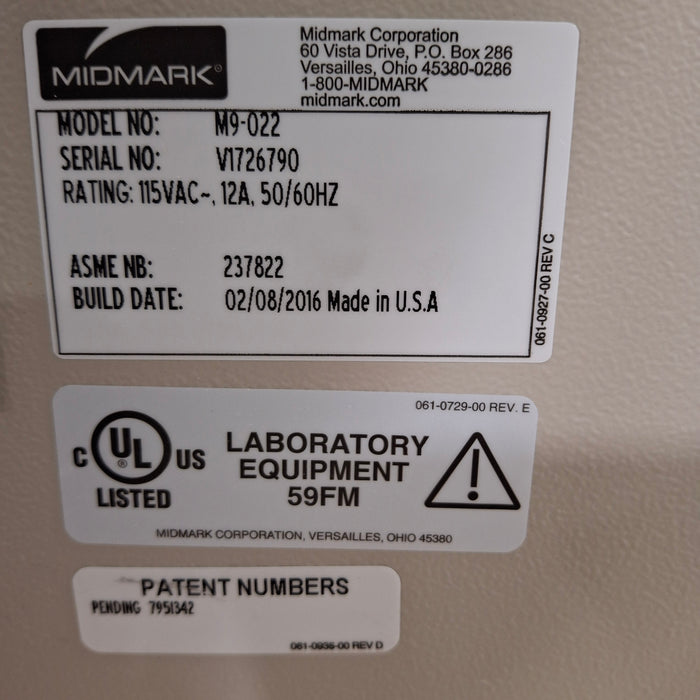 MIDMARK®
Midmark Corporation
60 Vista Drive, P.O. Box 286
Versailles, Ohio 45380-0286
1-800-MIDMARK
midmark.com
MODEL NO: M9-022
SERIAL NO: V1726790
RATING: 115VAC~, 12A, 50/60HZ
ASME NB: 237822
BUILD DATE: 02/08/2016 Made in U.S.A
061-0927-00 REV C
061-0729-00 REV. E
C UL® US
LISTED
LABORATORY
EQUIPMENT
59FM
!
MIDMARK CORPORATION, VERSAILLES, OHIO 45380
PATENT NUMBERS
PENDING 7951342
061-0936-00 REV D